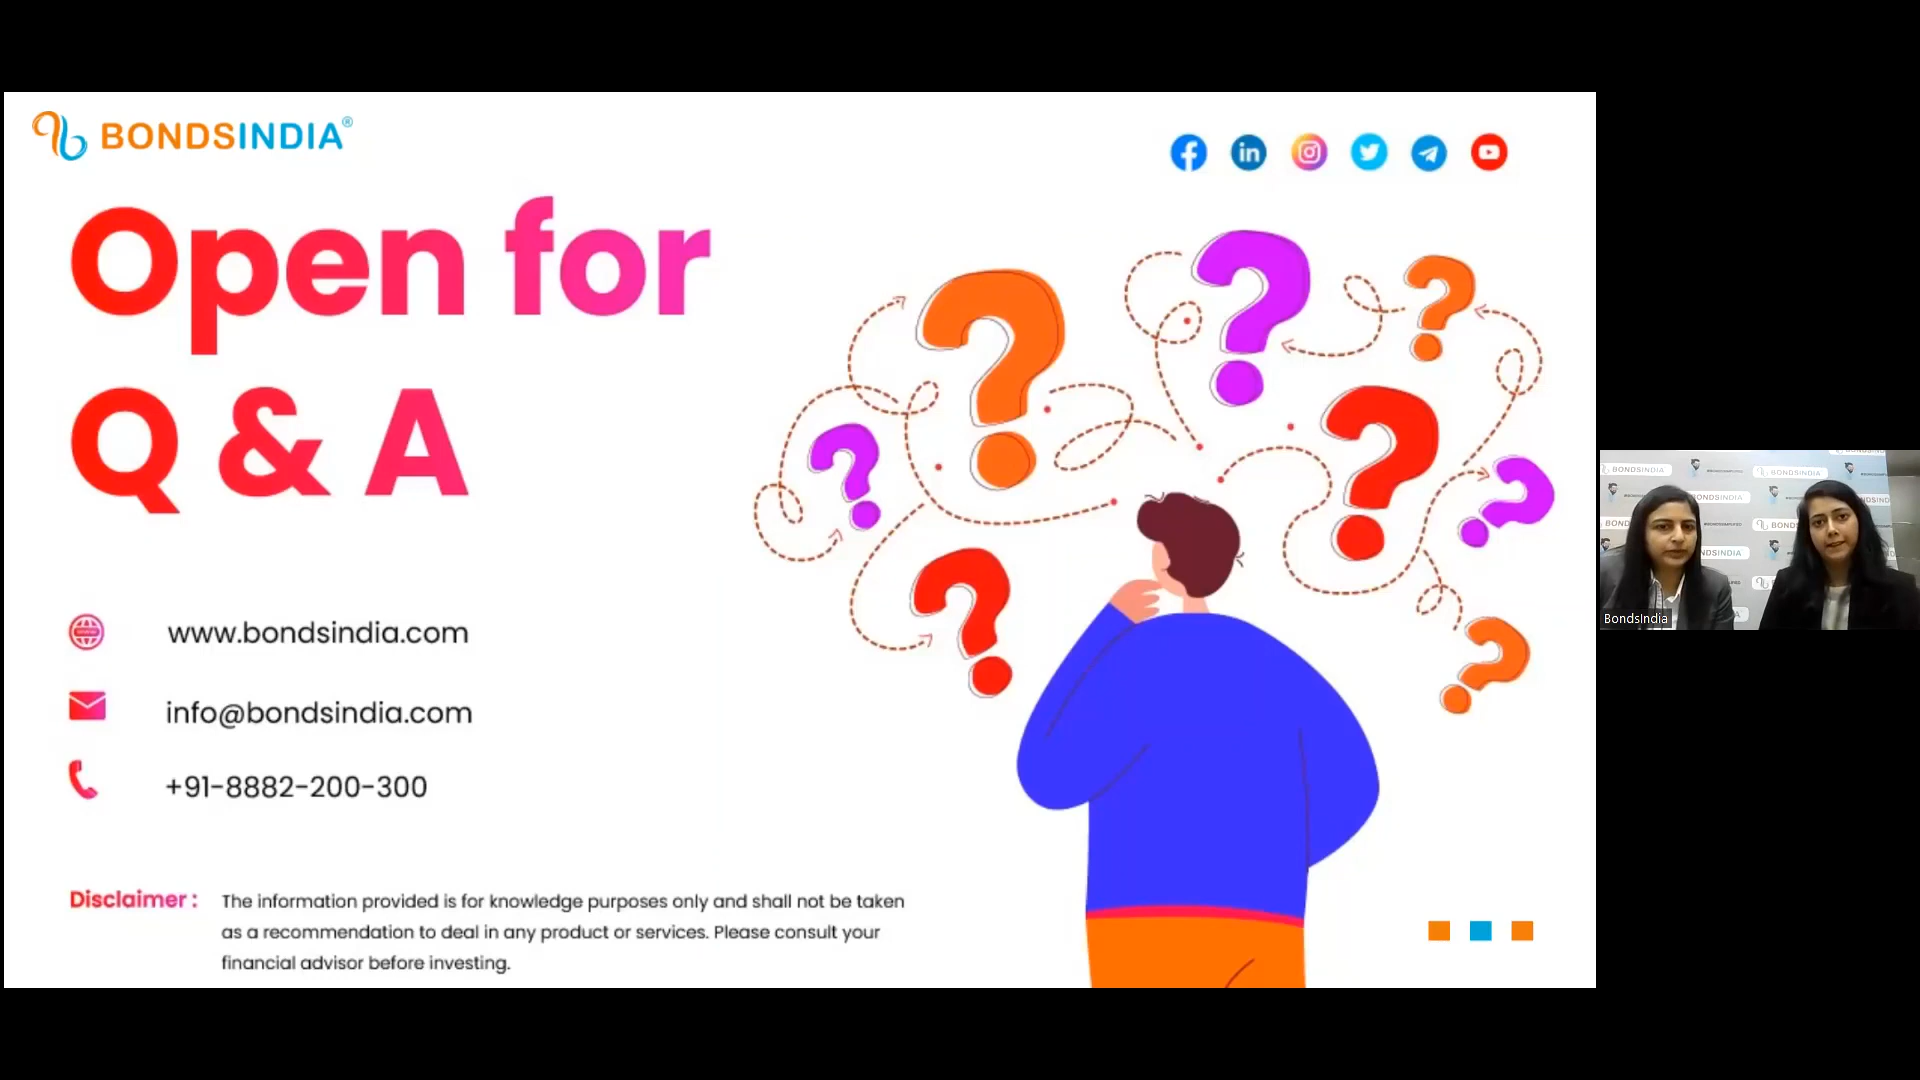 BONDSINDIA®
Open for
Q & A
www.bondsindia.com
info@bondsindia.com
+91-8882-200-300
Disclaimer : The information provided is for knowledge purposes only and shall not be taken
as a recommendation to deal in any product or services. Please consult your
financial advisor before investing.
BONDSINDIA
BONDSINDIA
BondsIndia